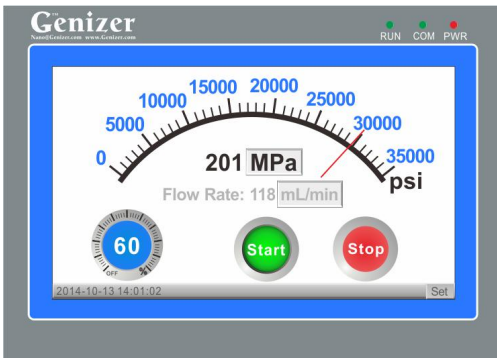 Genizer
Nano@Genizer.com www.Genizer.com
RUN COM PWR
0 5000 10000 15000 20000 25000 30000 35000
psi
201 MPa
Flow Rate: 118 mL/min
60
OFF %
Start
Stop
2014-10-13 14:01:02
Set